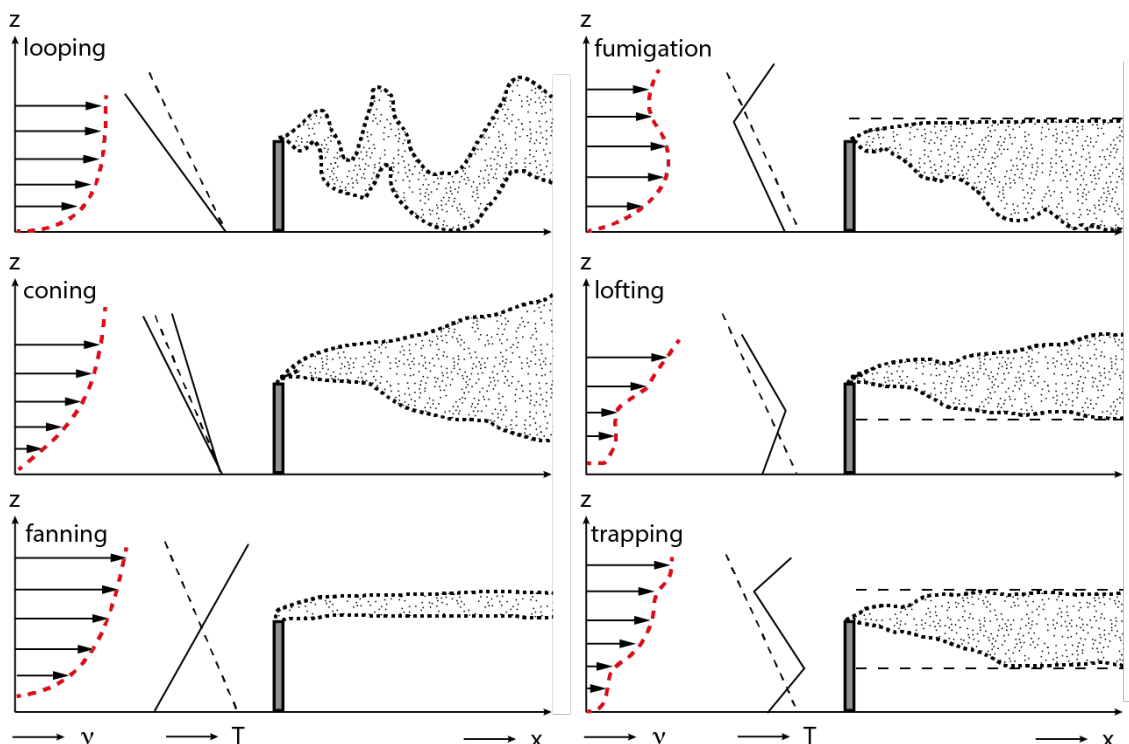 z
looping
z
fumigation
z
coning
z
lofting
z
fanning
z
trapping
v
T
x
v
T
x